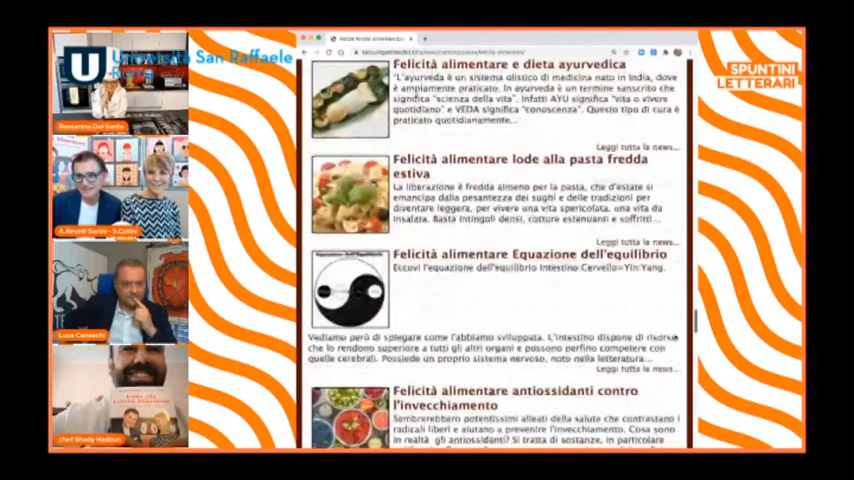 Università San Raffaele
Roma
SPUNTINI
LETTERARI
A.Revelli Sorini - S.Cutini
chef Shady Hasbun
Felicità alimentare e dieta ayurvedica
"L'ayurveda è un sistema olistico di medicina nato in India, dove
è ampiamente praticato. In ayurveda è un termine sanscrito che
significa "scienza della vita". Infatti AYU significa "vita o vivere
quotidiano" e VEDA significa "conoscenza". Questo tipo di cura è
praticato quotidianamente...
Leggi tutta la news...
Felicità alimentare lode alla pasta fredda
estiva
La liberazione è fredda almeno per la pasta, che d'estate si
emancipa dalla pesantezza dei sughi e delle tradizioni per
diventare leggera, per vivere una vita spericolata, una vita da
insalata. Basta intingoli densi, cotture estenuanti e soffritti...
Leggi tutta la news...
Felicità alimentare Equazione dell'equilibrio
Eccovi l'equazione dell'equilibrio Intestino Cervello=Yin Yang.
Vediamo però di spiegare come l'abbiamo sviluppata. L'intestino dispone di risorse
che lo rendono superiore a tutti gli altri organi e possono perfino competere con
quelle cerebrali. Possiede un proprio sistema nervoso, noto nella letteratura...
Leggi tutta la news...
Felicità alimentare antiossidanti contro
l'invecchiamento
Sembrerebbero potentissimi alleati della salute che contrastano i
radicali liberi e aiutano a prevenire l'invecchiamento. Cosa sono
in realtà gli antiossidanti? Si tratta di sostanze, in particolare